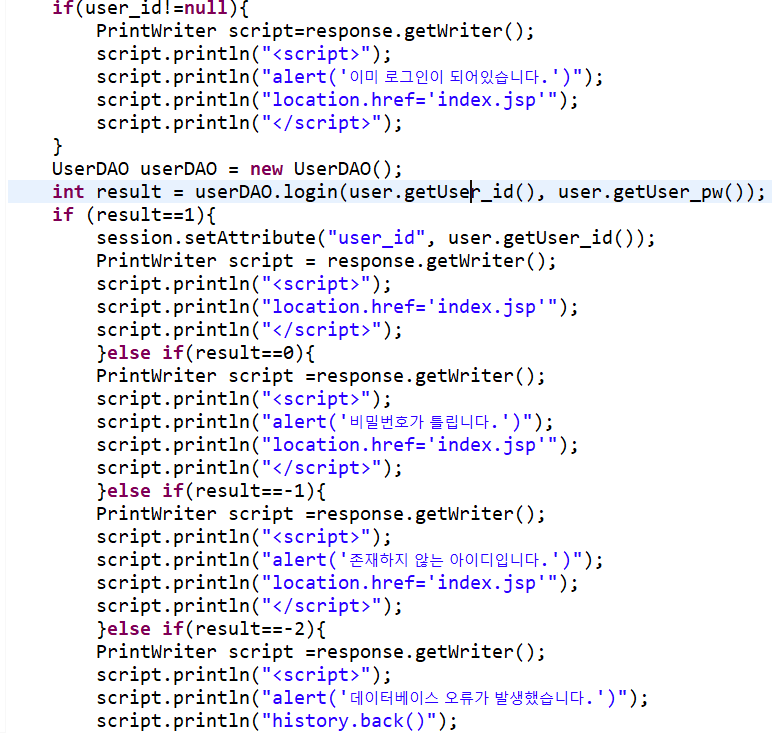 if(user_id!=null){
PrintWriter script=response.getWriter();
script.println("<script>");
script.println("alert('이미 로그인이 되어있습니다.')");
script.println("location.href='index.jsp'");
script.println("</script>");
}
UserDAO userDAO = new UserDAO();
int result = userDAO.login(user.getUser_id(), user.getUser_pw());
if (result==1){
session.setAttribute("user_id", user.getUser_id());
PrintWriter script = response.getWriter();
script.println("<script>");
script.println("location.href='index.jsp'");
script.println("</script>");
}else if(result==0){
PrintWriter script =response.getWriter();
script.println("<script>");
script.println("alert('비밀번호가 틀립니다.')");
script.println("location.href='index.jsp'");
script.println("</script>");
}else if(result==-1){
PrintWriter script =response.getWriter();
script.println("<script>");
script.println("alert('존재하지 않는 아이디입니다.')");
script.println("location.href='index.jsp'");
script.println("</script>");
}else if(result==-2){
PrintWriter script =response.getWriter();
script.println("<script>");
script.println("alert('데이터베이스 오류가 발생했습니다.')");
script.println("history.back()");